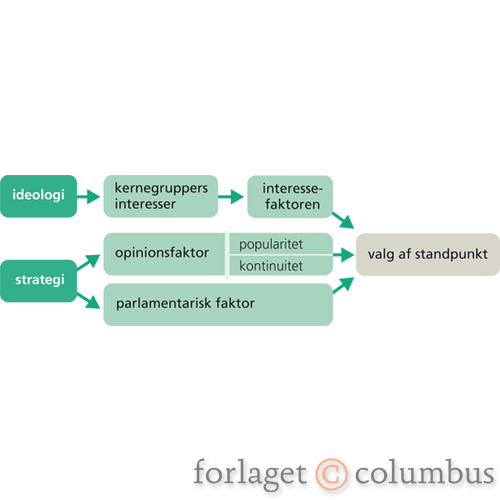 ideologi
kernegruppers
interesser
interesse-
faktoren
strategi
opinionsfaktor
popularitet
kontinuitet
parlamentarisk faktor
valg af standpunkt
forlaget © columbus